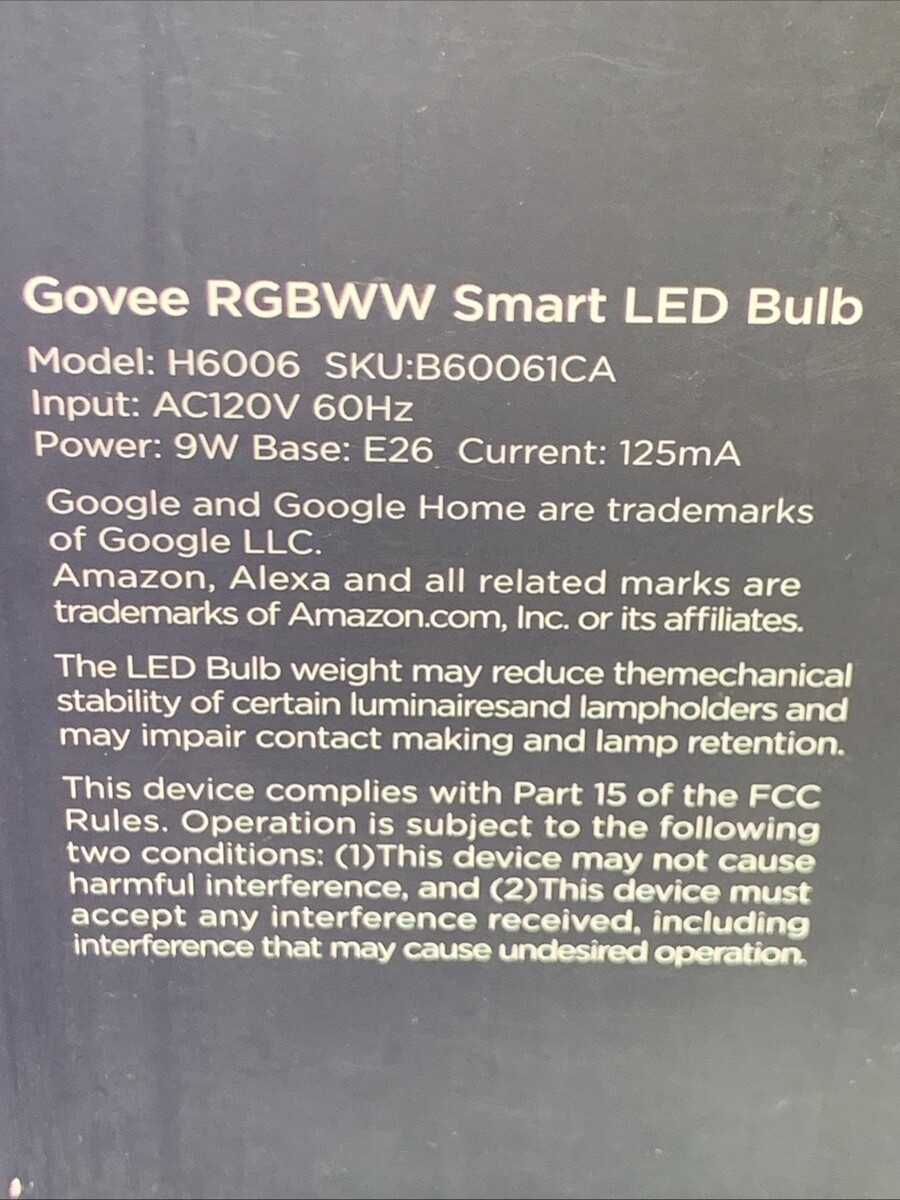 Govee RGBWW Smart LED Bulb
Model: H6006 SKU:B60061CA
Input: AC120V 60Hz
Power: 9W Base: E26 Current: 125mA
Google and Google Home are trademarks
of Google LLC.
Amazon, Alexa and all related marks are
trademarks of Amazon.com, Inc. or its affiliates.
The LED Bulb weight may reduce themechanical
stability of certain luminairesand lampholders and
may impair contact making and lamp retention.
This device complies with Part 15 of the FCC
Rules. Operation is subject to the following
two conditions: (1)This device may not cause
harmful interference, and (2)This device must
accept any interference received, including
interference that may cause undesired operation.